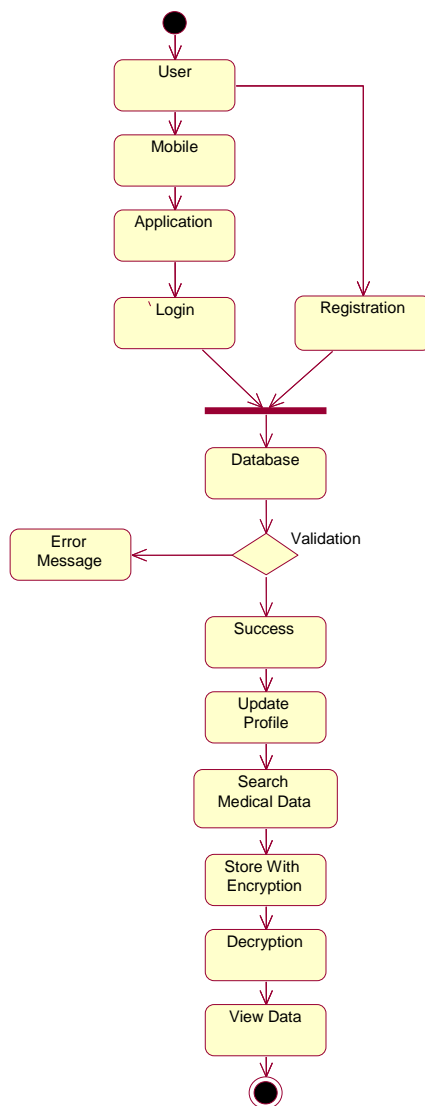 User
Mobile
Application
` Login
Registration
Database
Validation
Error
Message
Success
Update
Profile
Search
Medical Data
Store With
Encryption
Decryption
View Data